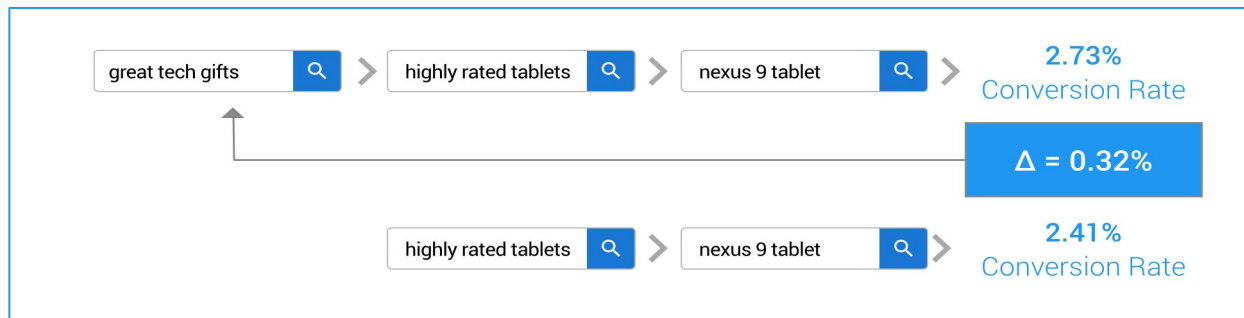 great tech gifts
highly rated tablets
nexus 9 tablet
2.73%
Conversion Rate
Δ = 0.32%
highly rated tablets
nexus 9 tablet
2.41%
Conversion Rate